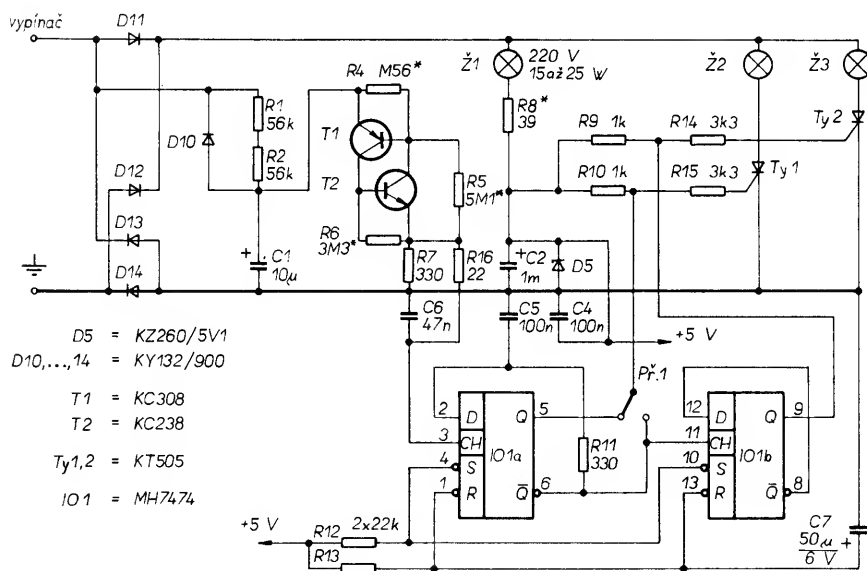 vypínač
D11
R4 M56*
Ž1
220 V
15 až 25 W
Ž2
Ž3
R1
56k
D10
R2
56k
T1
T2
R8*
39
R9 1k
R14 3k3
Ty 2
R10 1k
R15 3k3
Ty 1
D12
D13
D14
R5
5M1*
R6
3M3*
C1
10µ
+
R7
330
R16
22
+
C2
1m
D5
C6
47n
C5
100n
C4
100n
+5 V
D5 = KZ260/5V1
D10,...,14 = KY132/900
T1 = KC308
T2 = KC238
Ty1,2 = KT505
IO1 = MH7474
Př.1
2 D Q 5
3 CH IO1a
4 S
1 R Q̅ 6
R11
330
12 D Q 9
11 CH IO1b
10 S
13 R Q̅ 8
+5 V
R12 2x22k
R13
C7
50µ +
6 V